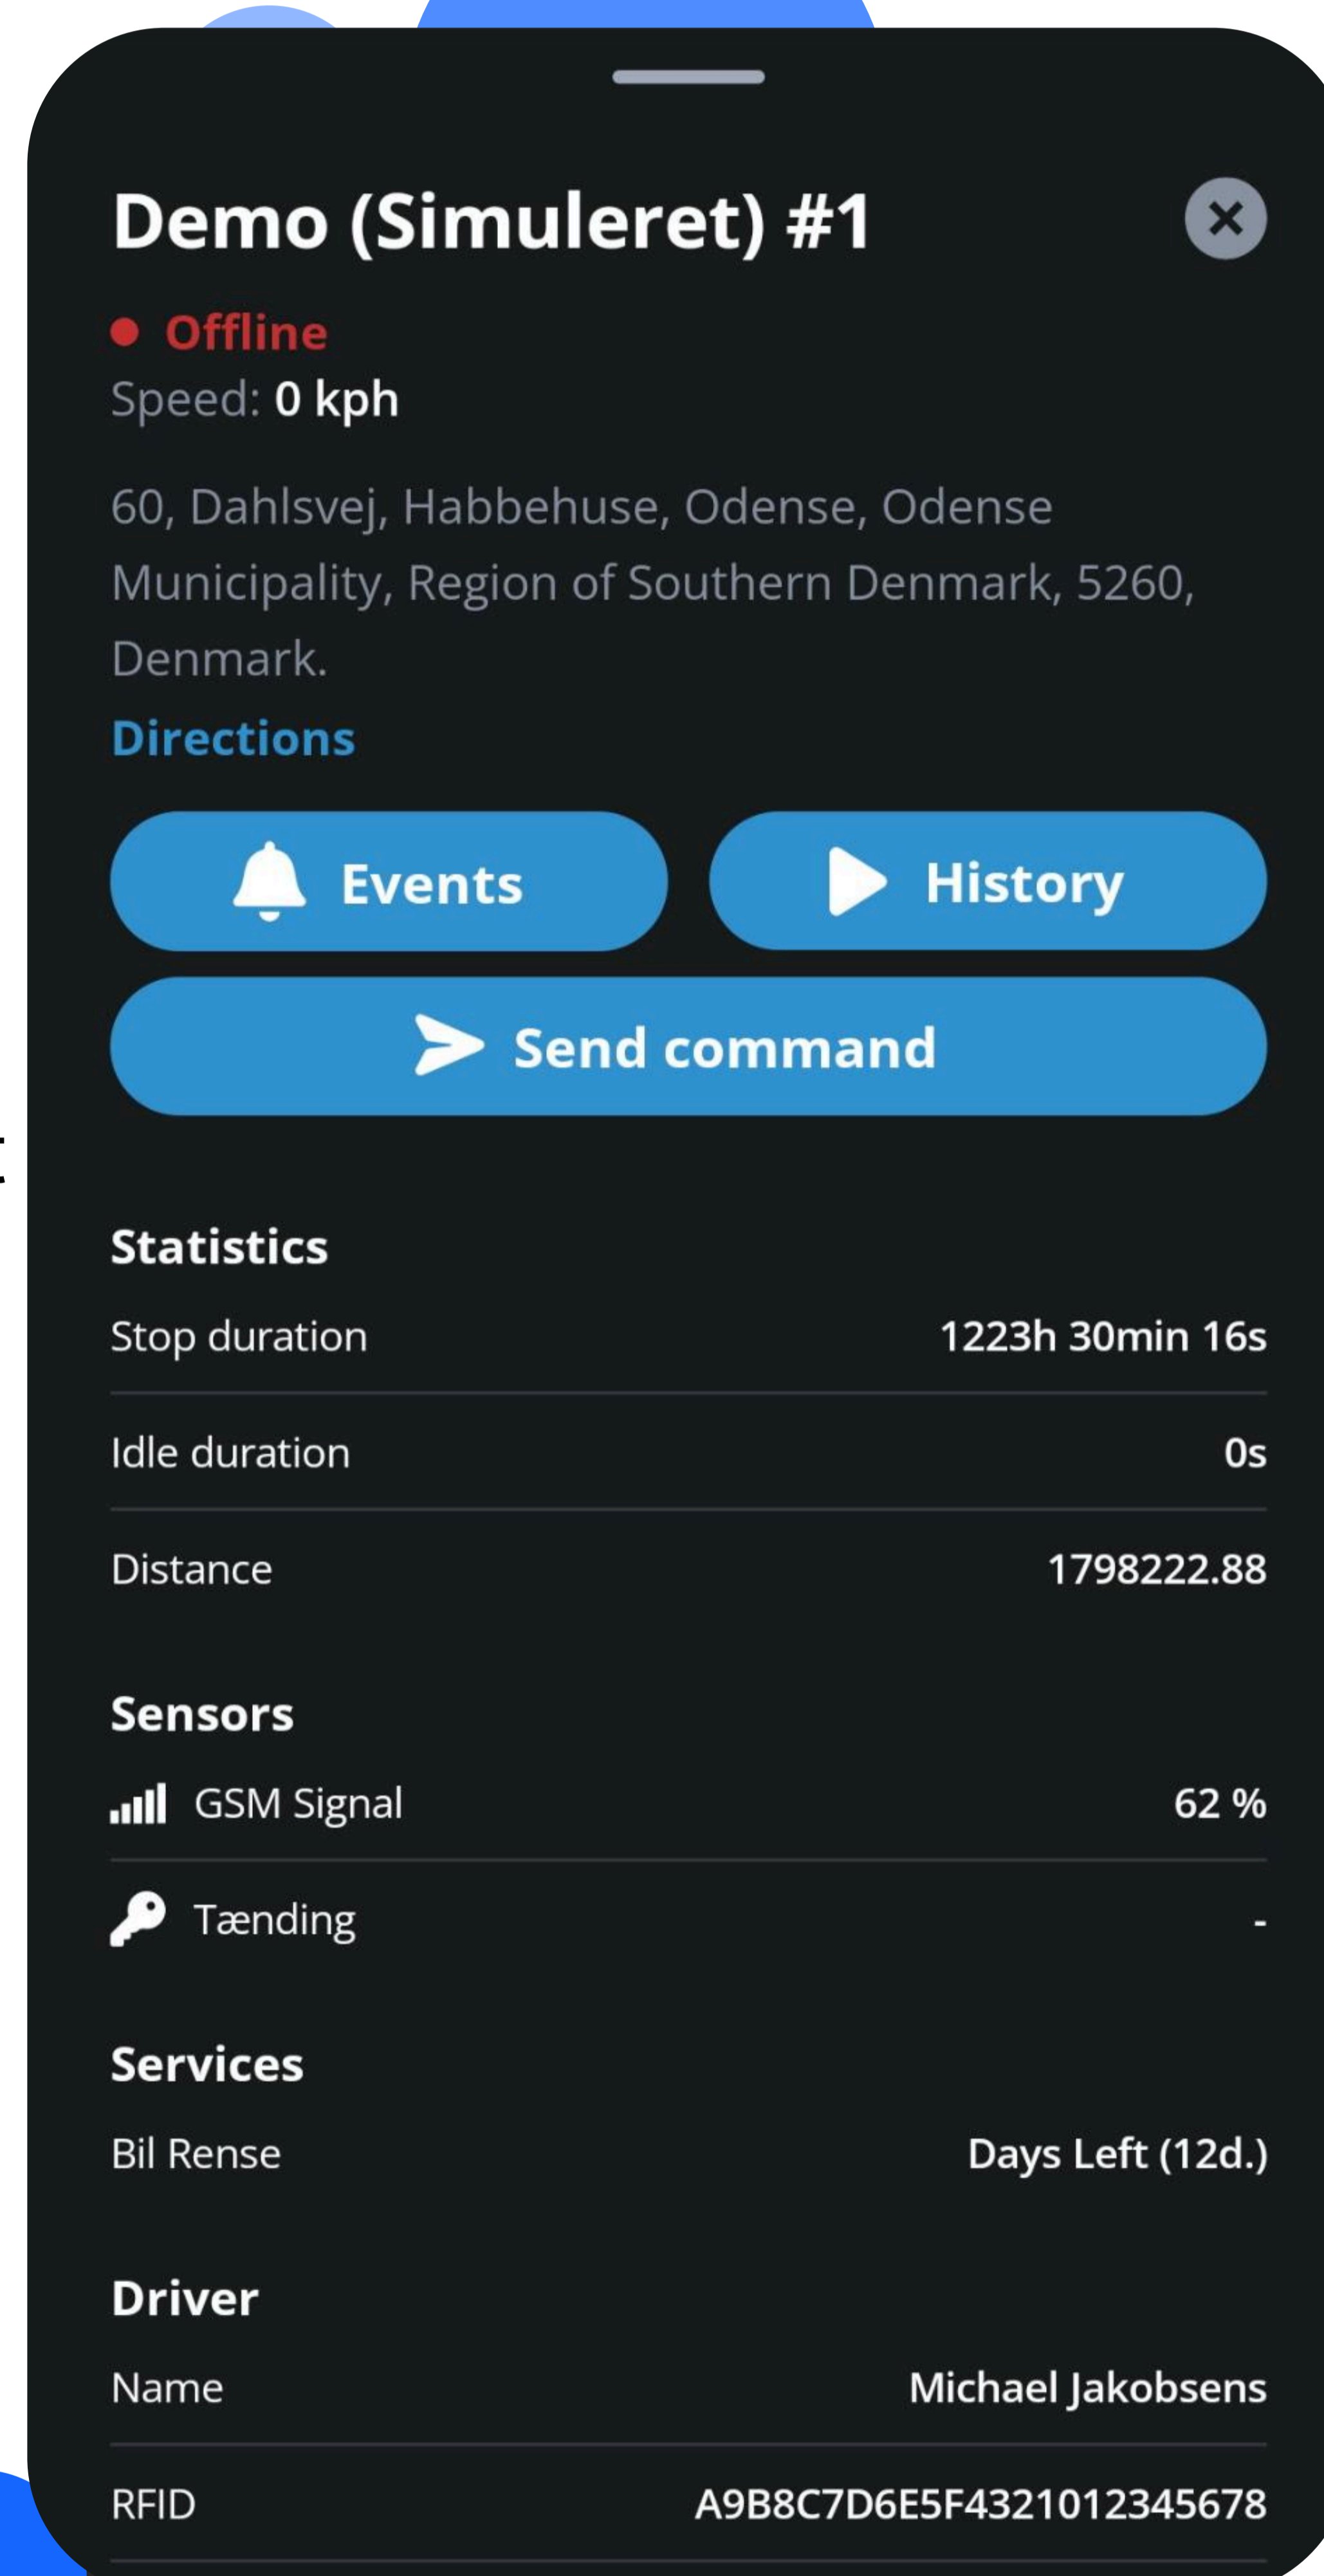 Demo (Simuleret) #1
Offline
Speed: 0 kph
60, Dahlsvej, Habbehuse, Odense, Odense
Municipality, Region of Southern Denmark, 5260,
Denmark.
Directions
Events
History
Send command
Statistics
Stop duration 1223h 30min 16s
Idle duration 0s
Distance 1798222.88
Sensors
GSM Signal 62 %
Tænding -
Services
Bil Rense Days Left (12d.)
Driver
Name Michael Jakobsens
RFID A9B8C7D6E5F4321012345678